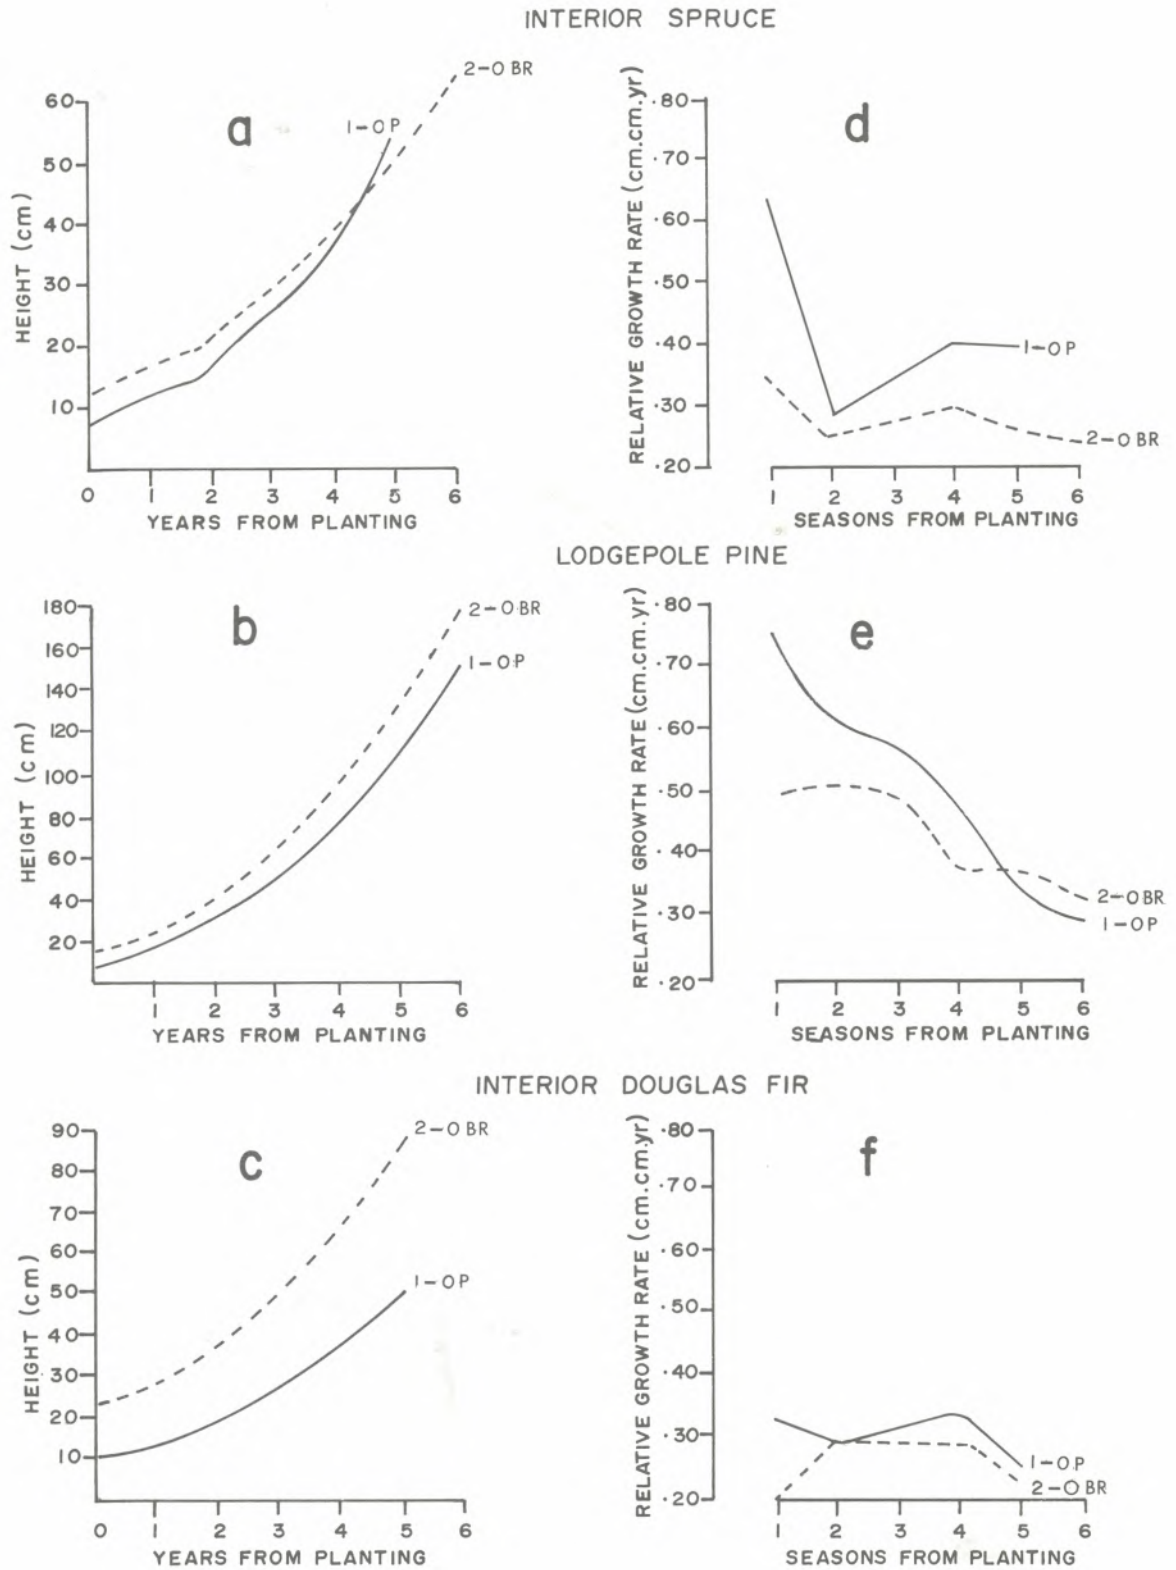 INTERIOR SPRUCE
a
HEIGHT (cm)
60
50
40
30
20
10
2-0 BR
1-0 P
0 1 2 3 4 5 6
YEARS FROM PLANTING
d
RELATIVE GROWTH RATE (cm.cm.yr)
.80
.70
.60
.50
.40
.30
.20
1-0 P
2-0 BR
1 2 3 4 5 6
SEASONS FROM PLANTING
LODGEPOLE PINE
b
HEIGHT (cm)
180
160
140
120
100
80
60
40
20
2-0 BR
1-0 P
1 2 3 4 5 6
YEARS FROM PLANTING
e
RELATIVE GROWTH RATE (cm.cm.yr)
.80
.70
.60
.50
.40
.30
.20
2-0 BR
1-0 P
1 2 3 4 5 6
SEASONS FROM PLANTING
INTERIOR DOUGLAS FIR
c
HEIGHT (cm)
90
80
70
60
50
40
30
20
10
2-0 BR
1-0 P
0 1 2 3 4 5 6
YEARS FROM PLANTING
f
RELATIVE GROWTH RATE (cm.cm.yr)
.80
.70
.60
.50
.40
.30
.20
1-0 P
2-0 BR
1 2 3 4 5 6
SEASONS FROM PLANTING